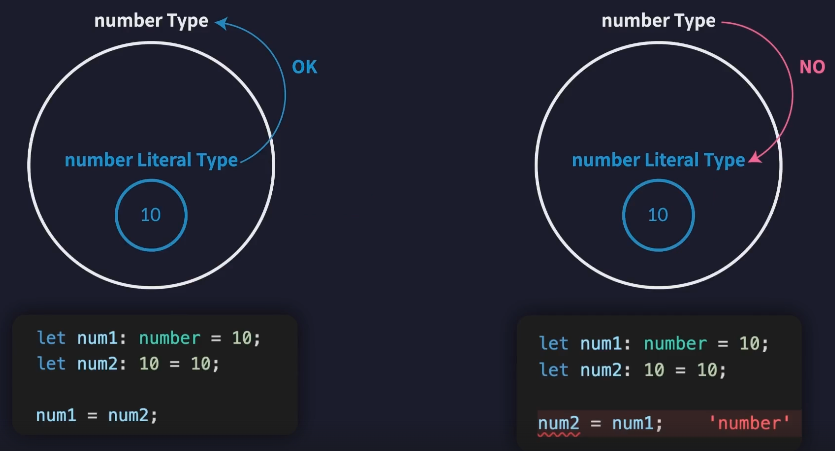 number Type
OK
number Literal Type
10
let num1: number = 10;
let num2: 10 = 10;
num1 = num2;
number Type
NO
number Literal Type
10
let num1: number = 10;
let num2: 10 = 10;
num2 = num1; 'number'